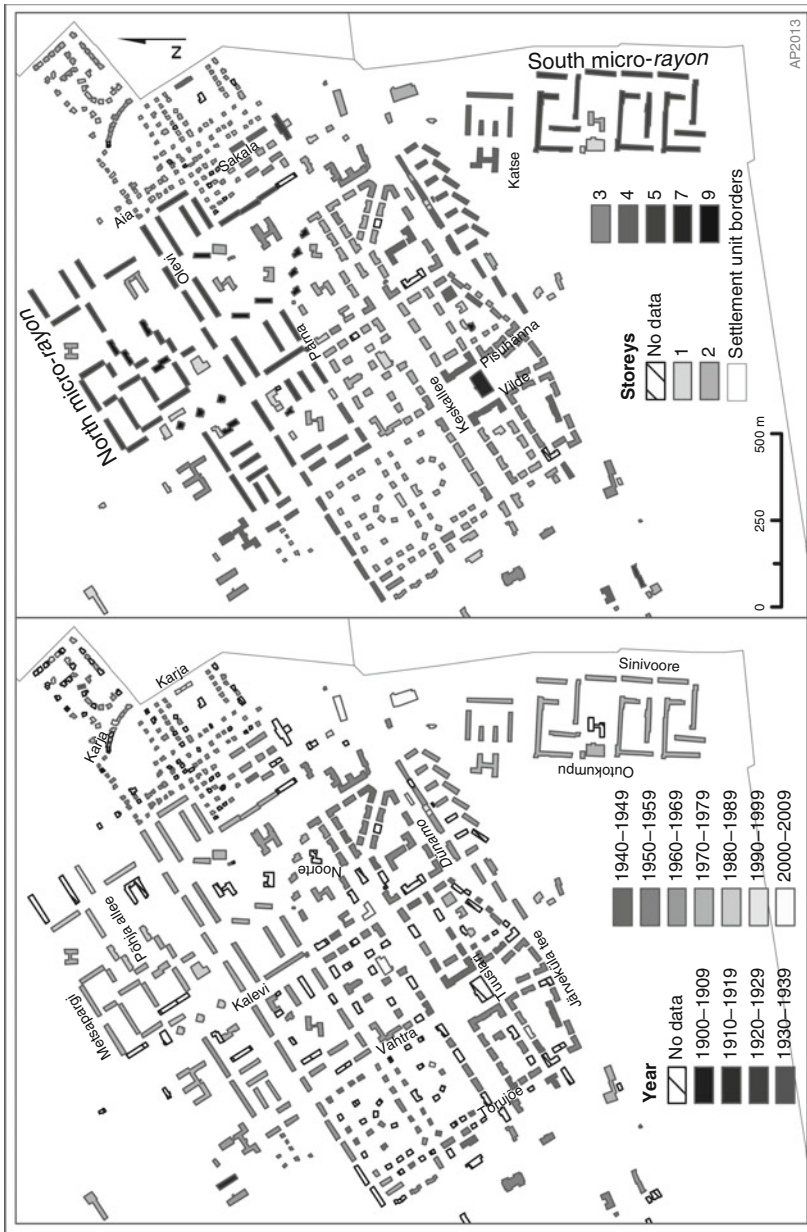 North micro-rayon
Aia
Olevi
Sakala
Pärna
Keskallee
Pisuhänna
Vilde
Katse
South micro-rayon
N
AP2013
Storeys
No data
1
2
3
4
5
7
9
Settlement unit borders
0
250
500 m
Metsapargi
Põhja allee
Karja
Karja
Kalevi
Noorte
Vahtra
Dünamo
Tuuslari
Torujõe
Järveküla tee
Outokumpu
Sinivoore
Year
No data
1900–1909
1910–1919
1920–1929
1930–1939
1940–1949
1950–1959
1960–1969
1970–1979
1980–1989
1990–1999
2000–2009